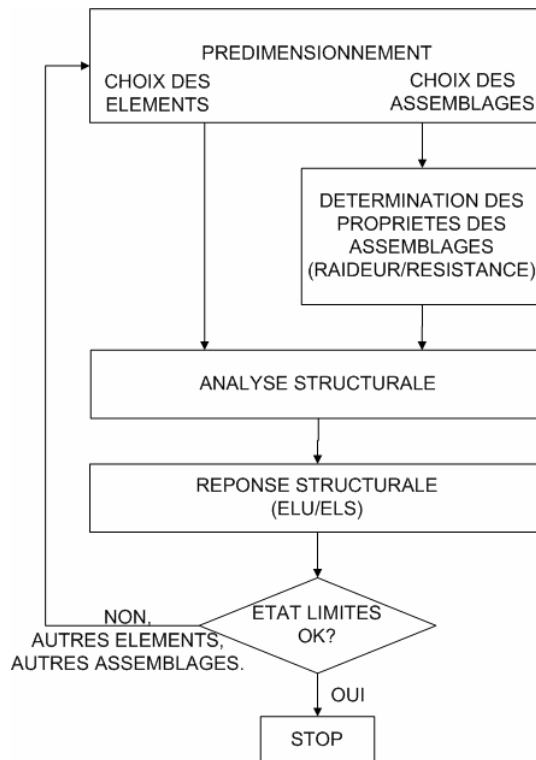 PREDIMENSIONNEMENT
CHOIX DES
ELEMENTS
CHOIX DES
ASSEMBLAGES
DETERMINATION DES
PROPRIETES DES
ASSEMBLAGES
(RAIDEUR/RESISTANCE)
ANALYSE STRUCTURALE
REPONSE STRUCTURALE
(ELU/ELS)
ETAT LIMITES
OK?
NON,
AUTRES ELEMENTS,
AUTRES ASSEMBLAGES.
OUI
STOP